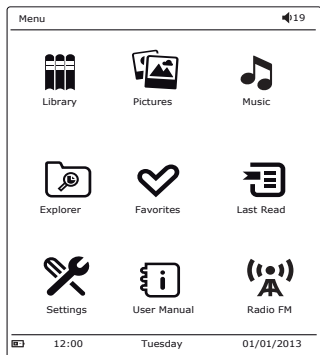 Menu 19
Library Pictures Music
Explorer Favorites Last Read
Settings User Manual Radio FM
12:00 Tuesday 01/01/2013